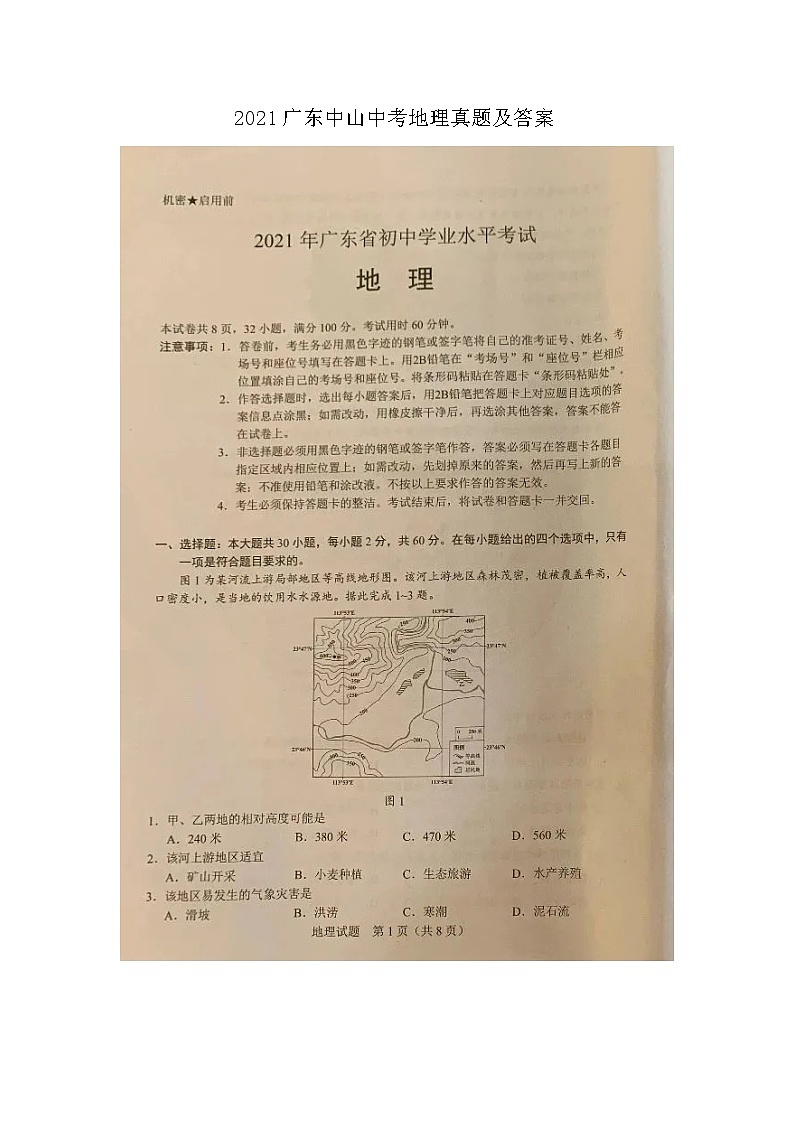 2021广东中山中考地理真题及答案
机密★启用前
2021年广东省初中学业水平考试
地 理
本试卷共8页，32小题，满分100分。考试用时60分钟。
注意事项：1．答卷前，考生务必用黑色字迹的钢笔或签字笔将自己的准考证号、姓名、考
场号和座位号填写在答题卡上。用2B铅笔在“考场号”和“座位号”栏相应
位置填涂自己的考场号和座位号。将条形码粘贴在答题卡“条形码粘贴处”。
2．作答选择题时，选出每小题答案后，用2B铅笔把答题卡上对应题目选项的答
案信息点涂黑；如需改动，用橡皮擦干净后，再选涂其他答案，答案不能答
在试卷上。
3．非选择题必须用黑色字迹的钢笔或签字笔作答，答案必须写在答题卡各题目
指定区域内相应位置上；如需改动，先划掉原来的答案，然后再写上新的答
案；不准使用铅笔和涂改液。不按以上要求作答的答案无效。
4．考生必须保持答题卡的整洁。考试结束后，将试卷和答题卡一并交回。
一、选择题：本大题共30小题，每小题2分，共60分。在每小题给出的四个选项中，只有
一项是符合题目要求的。
图1为某河流上游局部地区等高线地形图。该河上游地区森林茂密，植被覆盖率高，人
口密度小，是当地的饮用水水源地。据此完成1~3题。
113°53′E 113°54′E
23°47′N 23°47′N
23°46′N 23°46′N
图例
等高线
河流
居民地
113°53′E 113°54′E
图1
1．甲、乙两地的相对高度可能是
A．240米 B．380米 C．470米 D．560米
2．该河上游地区适宜
A．矿山开采 B．小麦种植 C．生态旅游 D．水产养殖
3．该地区易发生的气象灾害是
A．滑坡 B．洪涝 C．寒潮 D．泥石流
地理试题 第1页（共8页）